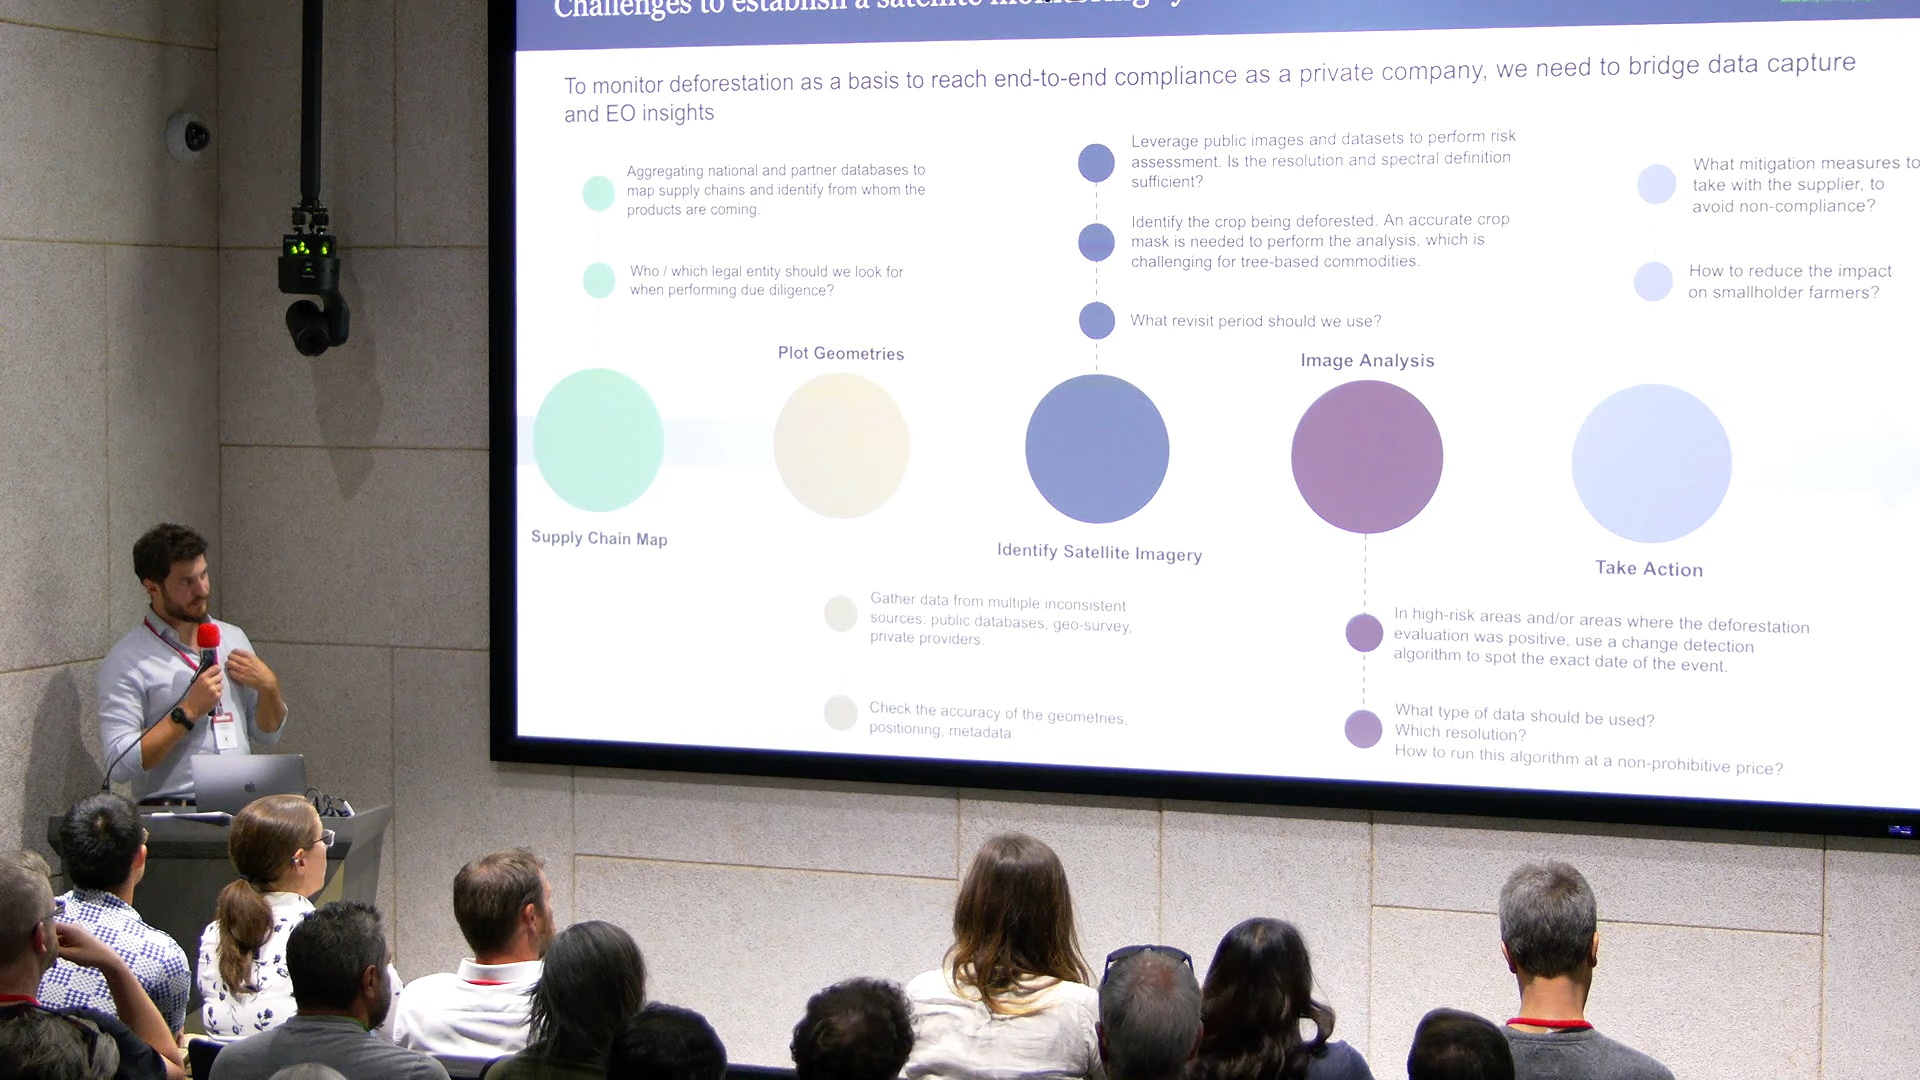 Challenges to establish a satellite monitoring
To monitor deforestation as a basis to reach end-to-end compliance as a private company, we need to bridge data capture
and EO insights
Aggregating national and partner databases to
map supply chains and identify from whom the
products are coming.
Who / which legal entity should we look for
when performing due diligence?
Supply Chain Map
Plot Geometries
Gather data from multiple inconsistent
sources: public databases, geo-survey,
private providers.
Check the accuracy of the geometries,
positioning, metadata
Leverage public images and datasets to perform risk
assessment. Is the resolution and spectral definition
sufficient?
Identify the crop being deforested. An accurate crop
mask is needed to perform the analysis, which is
challenging for tree-based commodities.
What revisit period should we use?
Identify Satellite Imagery
Image Analysis
In high-risk areas and/or areas where the deforestation
evaluation was positive, use a change detection
algorithm to spot the exact date of the event.
What type of data should be used?
Which resolution?
How to run this algorithm at a non-prohibitive price?
What mitigation measures to
take with the supplier, to
avoid non-compliance?
How to reduce the impact
on smallholder farmers?
Take Action